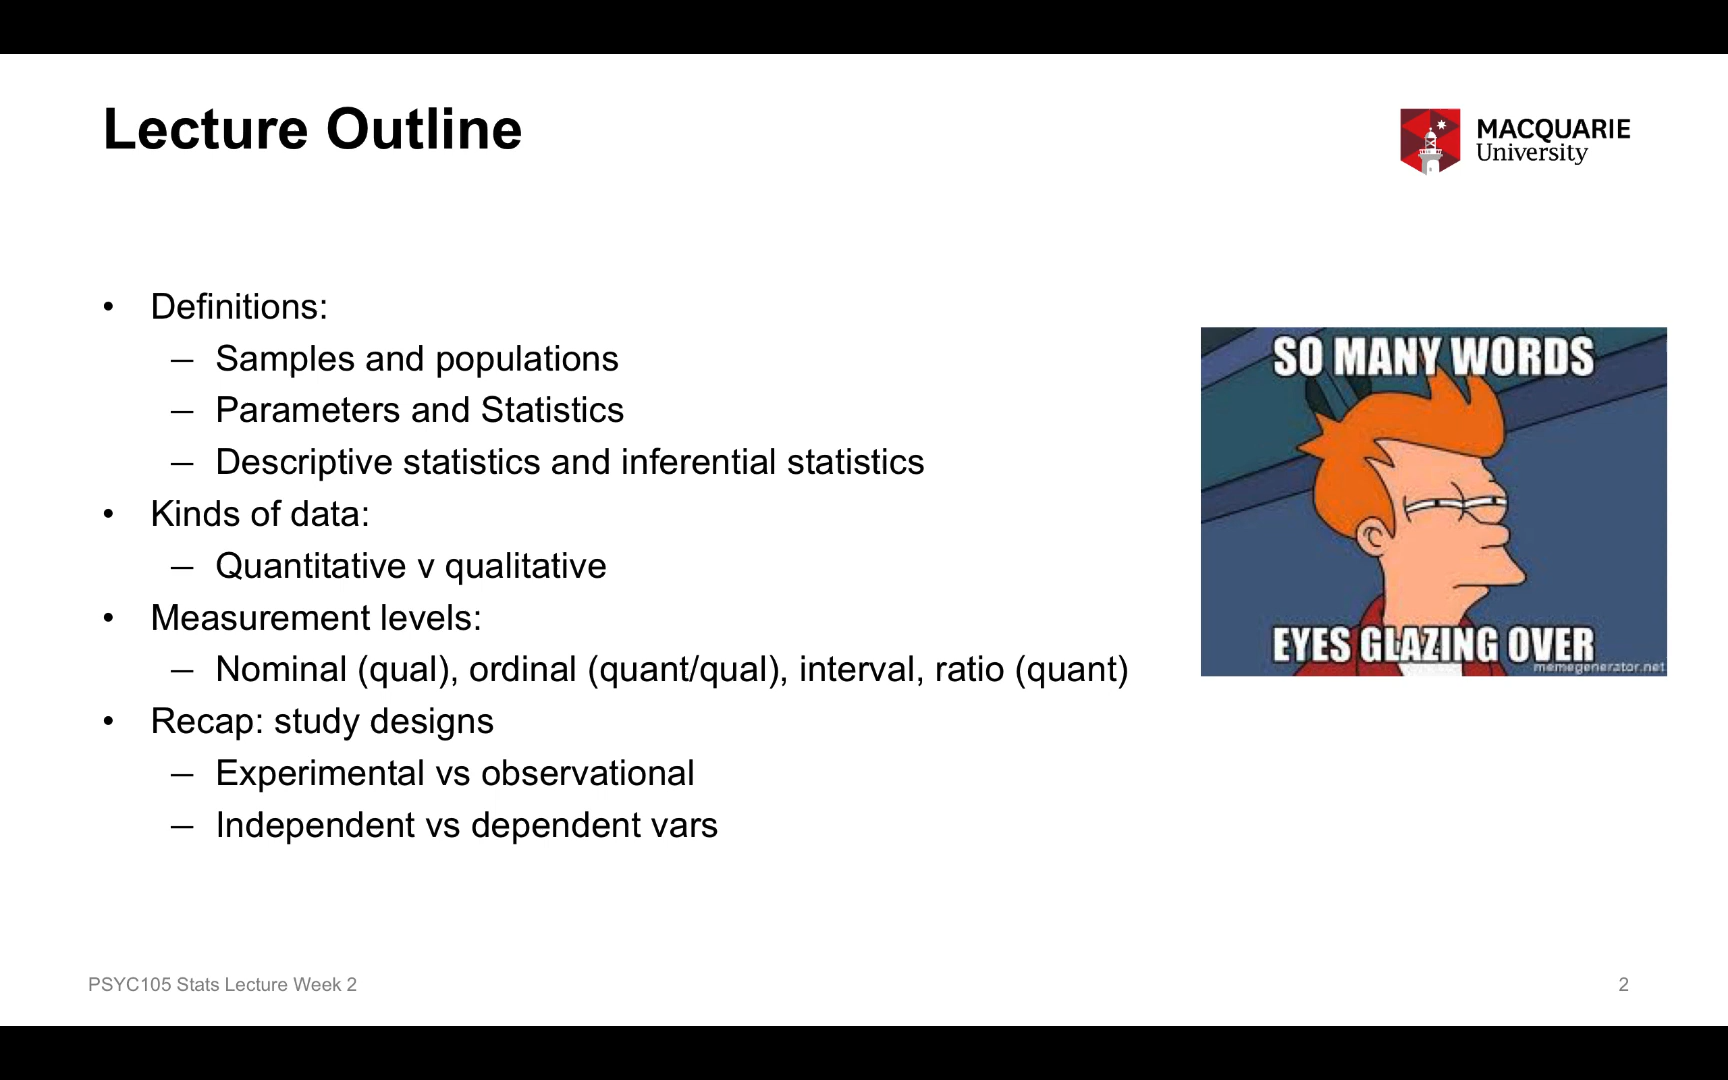 Lecture Outline
MACQUARIE
University
• Definitions:
– Samples and populations
– Parameters and Statistics
– Descriptive statistics and inferential statistics
• Kinds of data:
– Quantitative v qualitative
• Measurement levels:
– Nominal (qual), ordinal (quant/qual), interval, ratio (quant)
• Recap: study designs
– Experimental vs observational
– Independent vs dependent vars
SO MANY WORDS
EYES GLAZING OVER
memegenerator.net
PSYC105 Stats Lecture Week 2
2